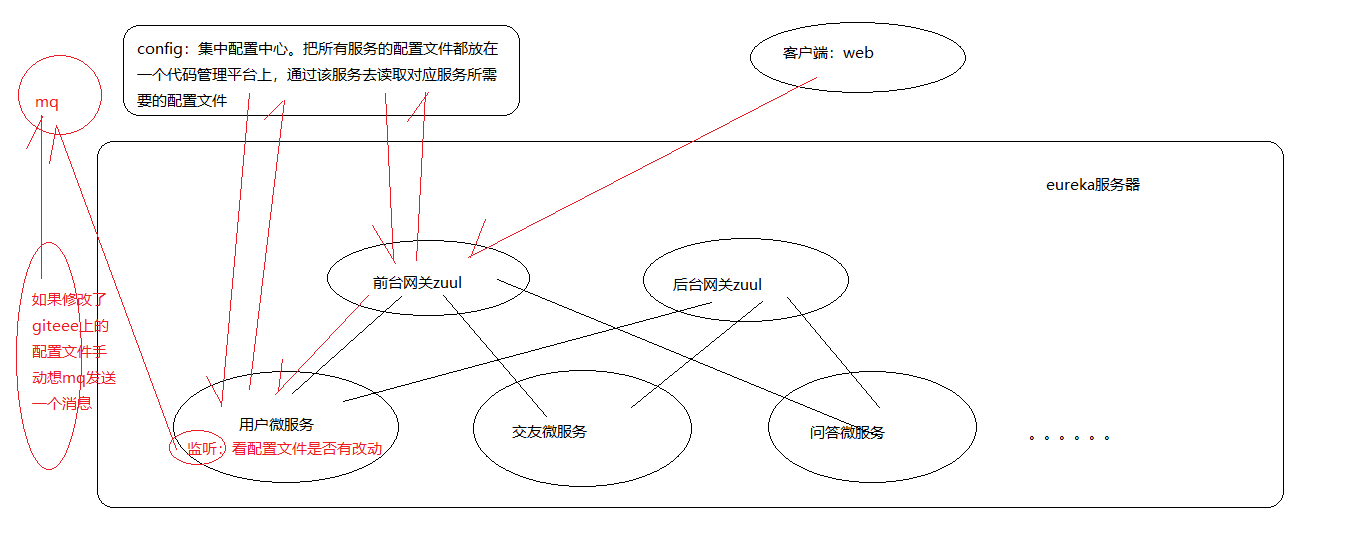 config：集中配置中心。把所有服务的配置文件都放在
一个代码管理平台上，通过该服务去读取对应服务所需
要的配置文件
客户端：web
mq
eureka服务器
前台网关zuul
后台网关zuul
如果修改了
giteee上的
配置文件手
动想mq发送
一个消息
用户微服务
监听：看配置文件是否有改动
交友微服务
问答微服务
。。。。。。